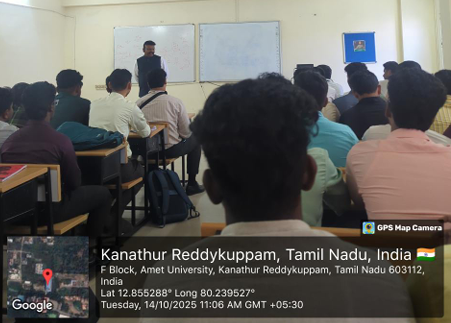 GPS Map Camera
Kanathur Reddykuppam, Tamil Nadu, India
F Block, Amet University, Kanathur Reddykuppam, Tamil Nadu 603112,
India
Lat 12.855288° Long 80.239527°
Tuesday, 14/10/2025 11:06 AM GMT +05:30
Google